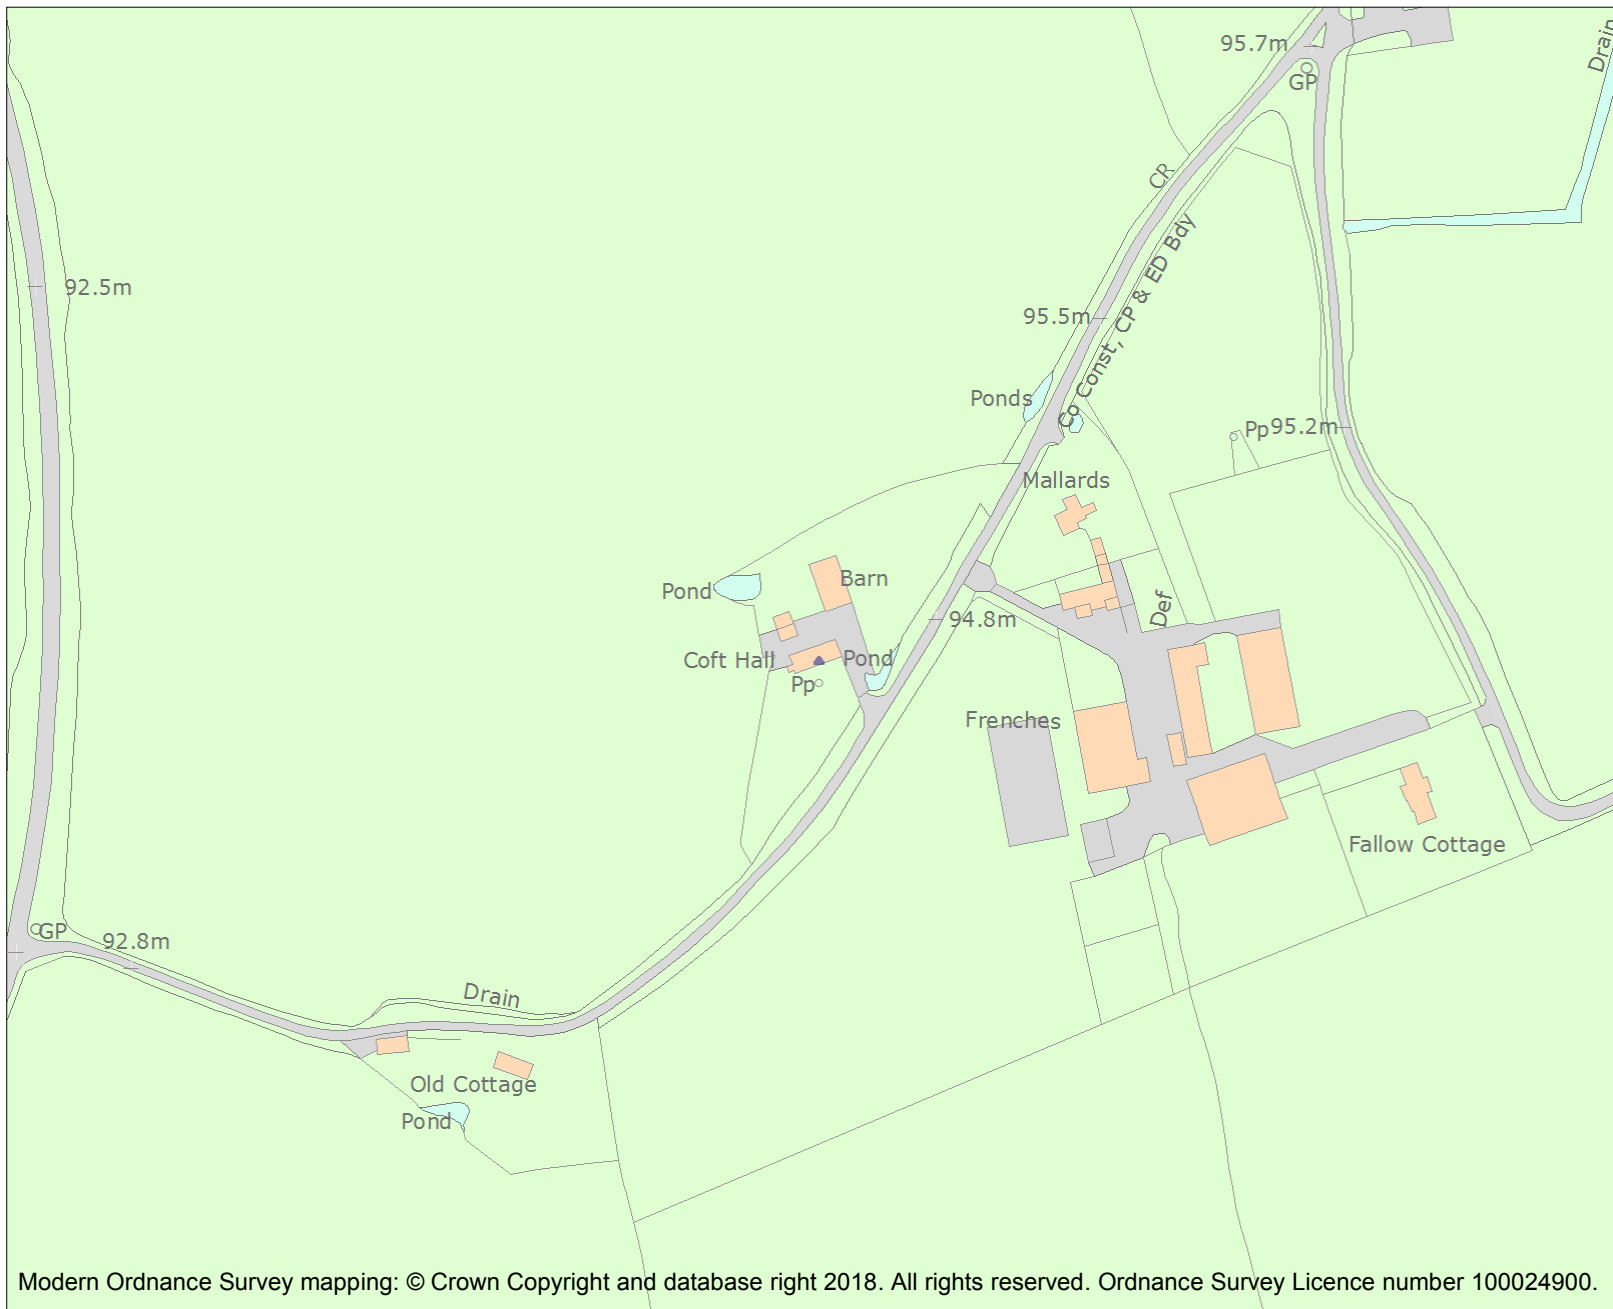 95.7m
GP
Drain
CR
92.5m
Co Const, CP & ED Bdy
95.5m
Ponds
Pp
95.2m
Mallards
Barn
Pond
Def
94.8m
Coft Hall
Pond
Pp
Frenches
Fallow Cottage
GP
92.8m
Drain
Old Cottage
Pond
Modern Ordnance Survey mapping: © Crown Copyright and database right 2018. All rights reserved. Ordnance Survey Licence number 100024900.